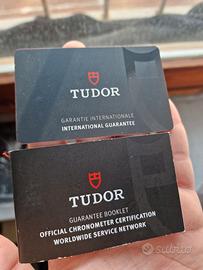 TUDOR
GARANTIE INTERNATIONALE
INTERNATIONAL GUARANTEE
TUDOR
GUARANTEE BOOKLET
OFFICIAL CHRONOMETER CERTIFICATION
WORLDWIDE SERVICE NETWORK
subito